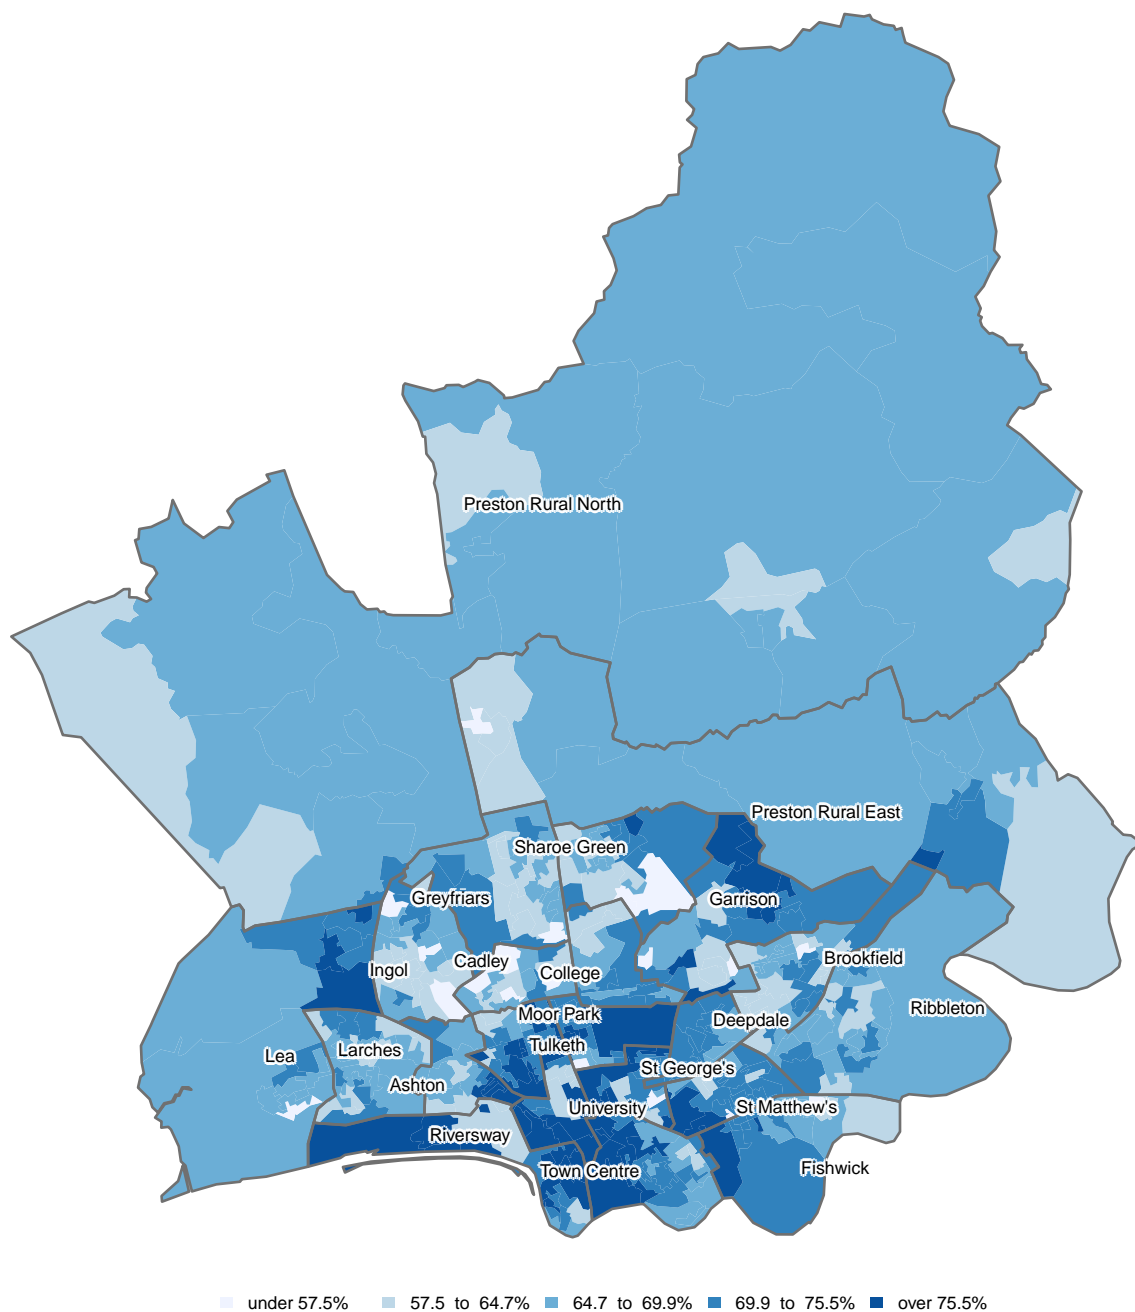 Preston Rural North
Preston Rural East
Sharoe Green
Greyfriars
Garrison
Ingol
Cadley
College
Brookfield
Moor Park
Deepdale
Ribbleton
Lea
Larches
Tulketh
St George's
Ashton
University
St Matthew's
Riversway
Town Centre
Fishwick
under 57.5% 57.5 to 64.7% 64.7 to 69.9% 69.9 to 75.5% over 75.5%